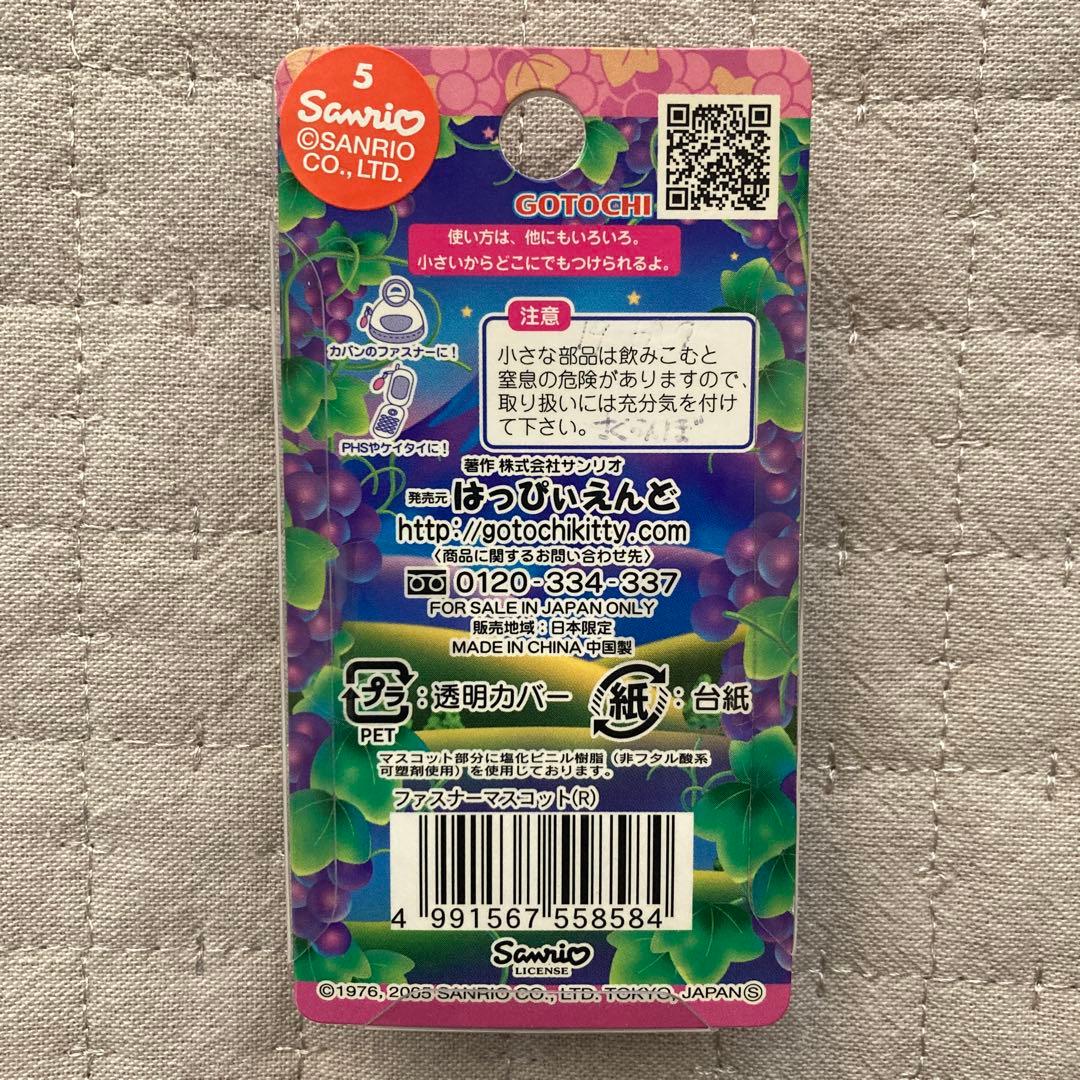 5
Sanrio
©SANRIO
CO., LTD.
GOTOCHI
使い方は、他にもいろいろ。
小さいからどこにでもつけられるよ。
カバンのファスナーに!
PHSやケイタイに!
注意
小さな部品は飲みこむと
窒息の危険がありますので、
取り扱いには充分気を付け
て下さい。
さくらんぼ
著作 株式会社サンリオ
発売元 はっぴぃえんど
http://gotochikitty.com
〈商品に関するお問い合わせ先〉
0120-334-337
FOR SALE IN JAPAN ONLY
販売地域:日本限定
MADE IN CHINA 中国製
プラ:透明カバー
PET
紙:台紙
マスコット部分に塩化ビニル樹脂(非フタル酸系
可塑剤使用)を使用しております。
ファスナーマスコット(R)
4 991567 558584
Sanrio
LICENSE
©1976, 2005 SANRIO CO., LTD. TOKYO, JAPAN Ⓢ